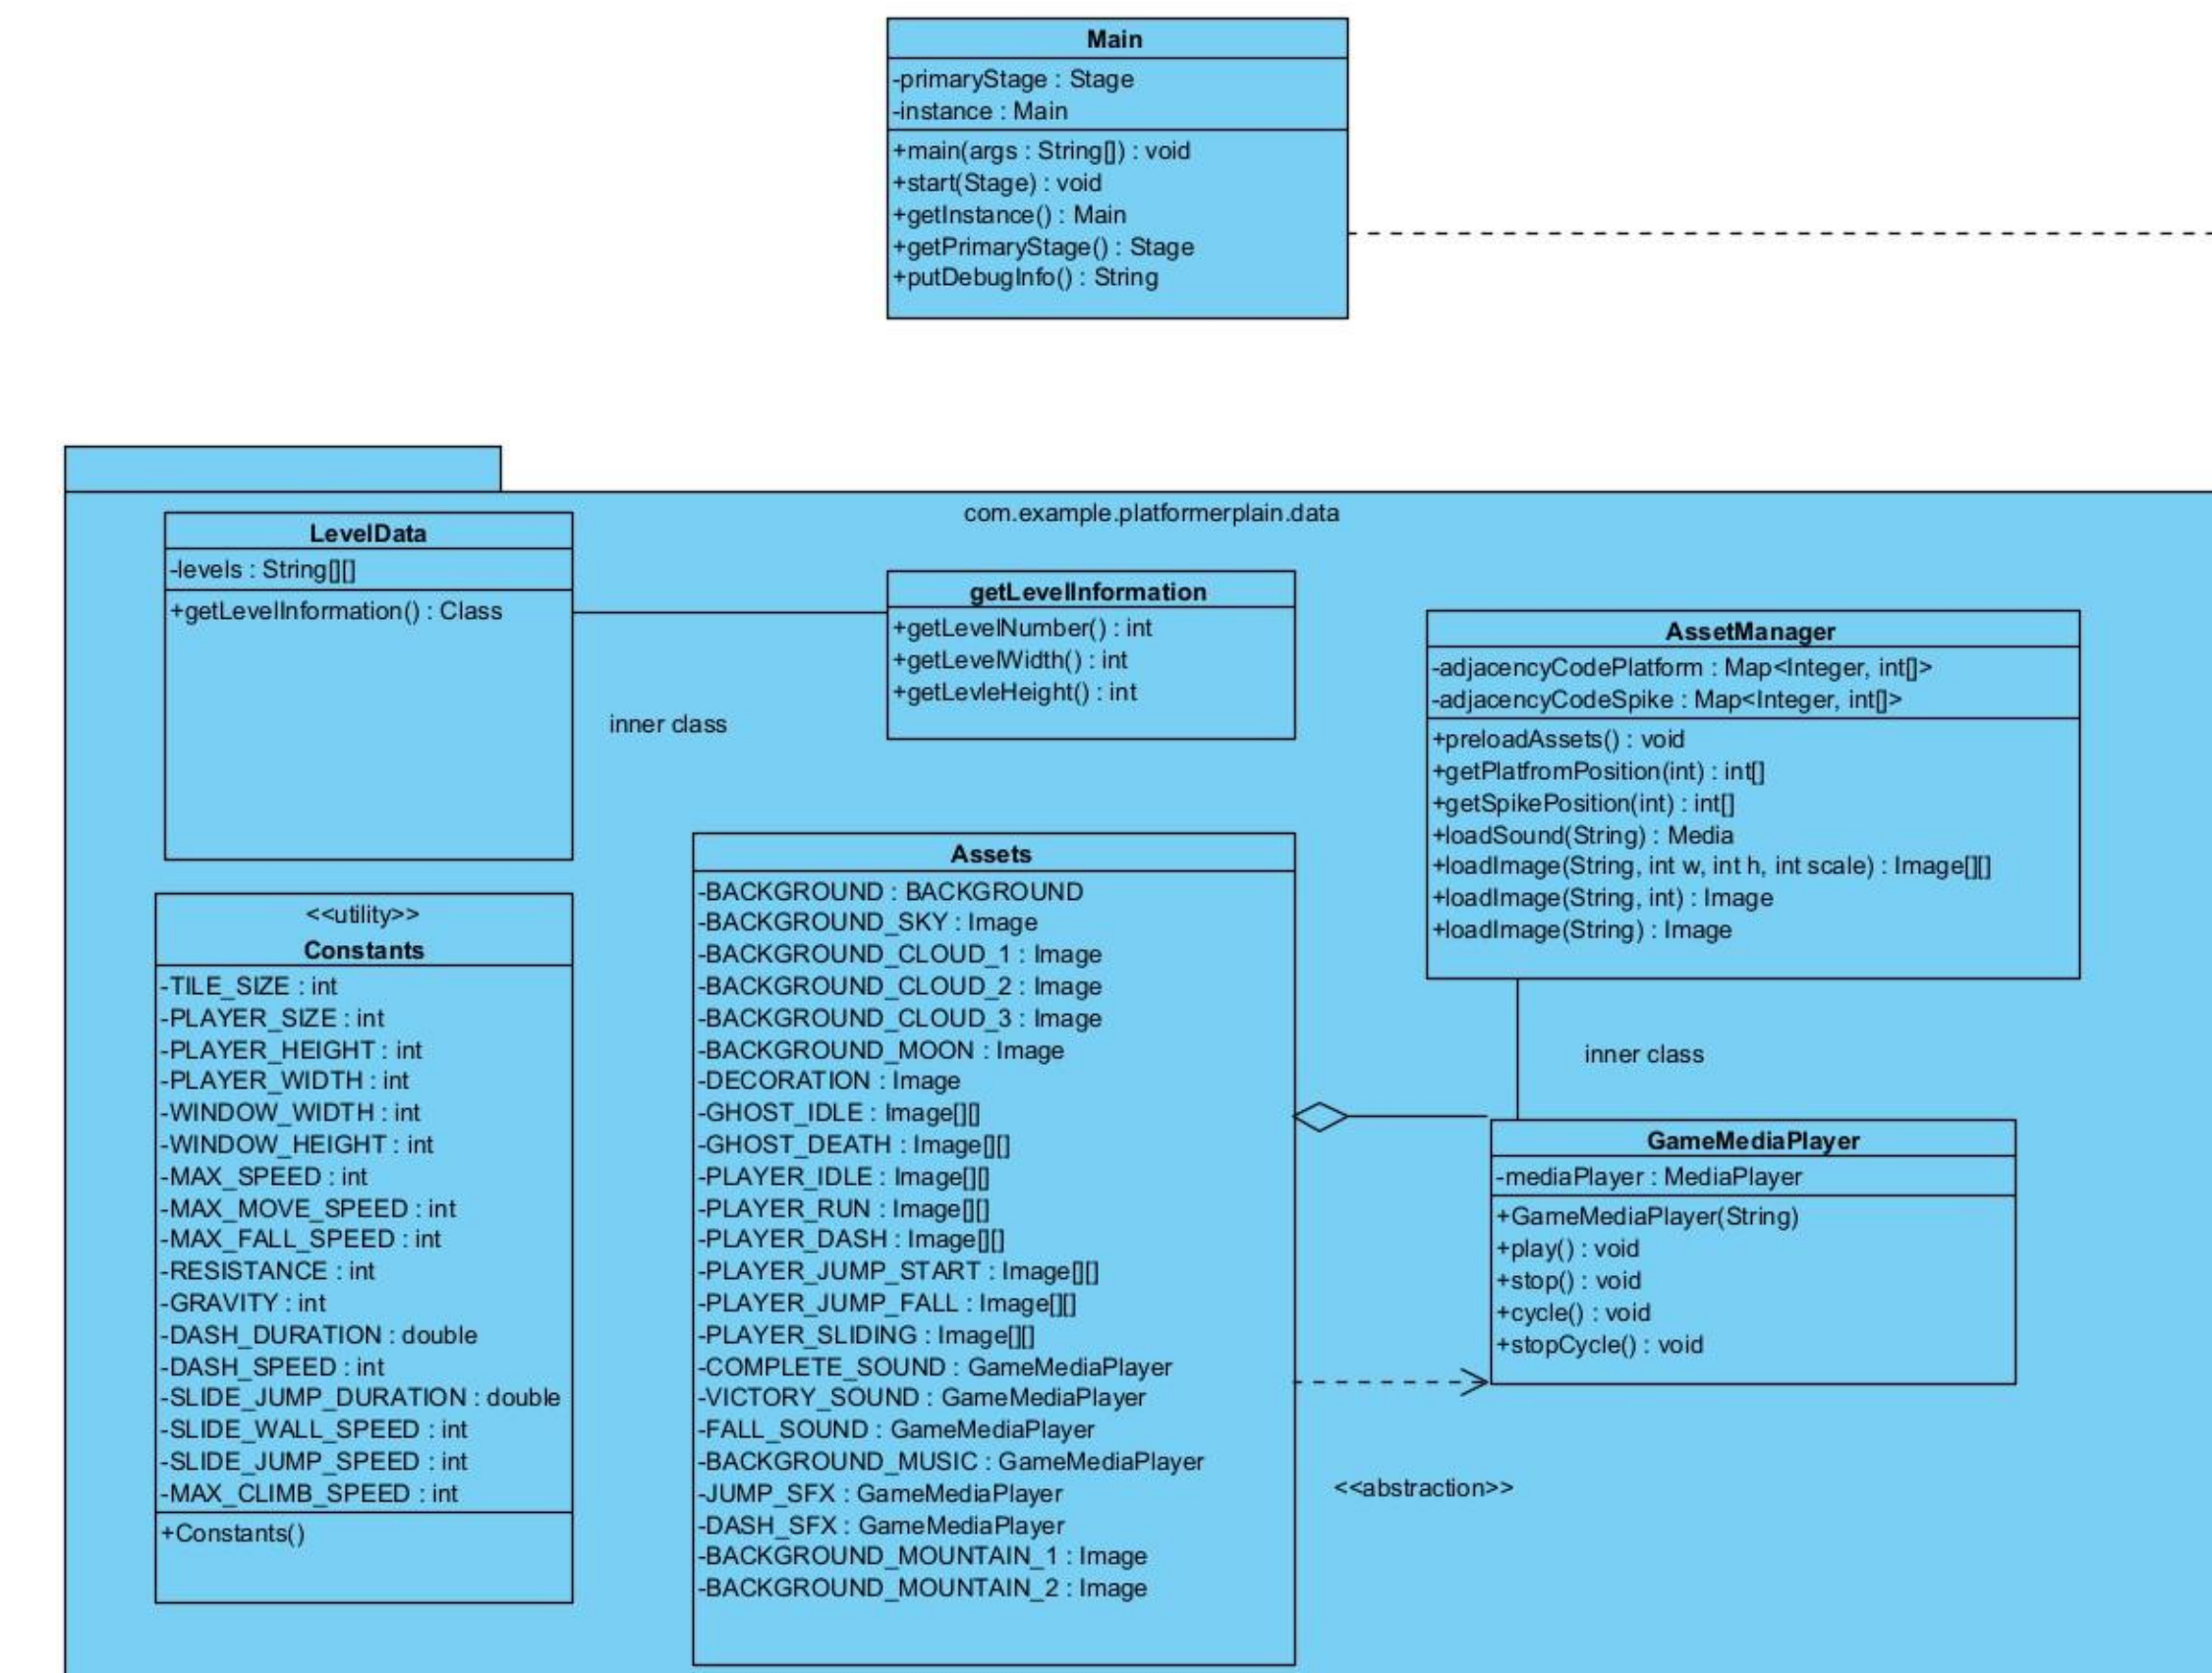 Main
-primaryStage : Stage
-instance : Main
+main(args : String[]) : void
+start(Stage) : void
+getInstance() : Main
+getPrimaryStage() : Stage
+putDebugInfo() : String
com.example.platformerplain.data
LevelData
-levels : String[][]
+getLevelInformation() : Class
inner class
getLevelInformation
+getLevelNumber() : int
+getLevelWidth() : int
+getLevleHeight() : int
AssetManager
-adjacencyCodePlatform : Map<Integer, int[]>
-adjacencyCodeSpike : Map<Integer, int[]>
+preloadAssets() : void
+getPlatfromPosition(int) : int[]
+getSpikePosition(int) : int[]
+loadSound(String) : Media
+loadImage(String, int w, int h, int scale) : Image[][]
+loadImage(String, int) : Image
+loadImage(String) : Image
inner class
<<utility>>
Constants
-TILE_SIZE : int
-PLAYER_SIZE : int
-PLAYER_HEIGHT : int
-PLAYER_WIDTH : int
-WINDOW_WIDTH : int
-WINDOW_HEIGHT : int
-MAX_SPEED : int
-MAX_MOVE_SPEED : int
-MAX_FALL_SPEED : int
-RESISTANCE : int
-GRAVITY : int
-DASH_DURATION : double
-DASH_SPEED : int
-SLIDE_JUMP_DURATION : double
-SLIDE_WALL_SPEED : int
-SLIDE_JUMP_SPEED : int
-MAX_CLIMB_SPEED : int
+Constants()
Assets
-BACKGROUND : BACKGROUND
-BACKGROUND_SKY : Image
-BACKGROUND_CLOUD_1 : Image
-BACKGROUND_CLOUD_2 : Image
-BACKGROUND_CLOUD_3 : Image
-BACKGROUND_MOON : Image
-DECORATION : Image
-GHOST_IDLE : Image[][]
-GHOST_DEATH : Image[][]
-PLAYER_IDLE : Image[][]
-PLAYER_RUN : Image[][]
-PLAYER_DASH : Image[][]
-PLAYER_JUMP_START : Image[][]
-PLAYER_JUMP_FALL : Image[][]
-PLAYER_SLIDING : Image[][]
-COMPLETE_SOUND : GameMediaPlayer
-VICTORY_SOUND : GameMediaPlayer
-FALL_SOUND : GameMediaPlayer
-BACKGROUND_MUSIC : GameMediaPlayer
-JUMP_SFX : GameMediaPlayer
-DASH_SFX : GameMediaPlayer
-BACKGROUND_MOUNTAIN_1 : Image
-BACKGROUND_MOUNTAIN_2 : Image
GameMediaPlayer
-mediaPlayer : MediaPlayer
+GameMediaPlayer(String)
+play() : void
+stop() : void
+cycle() : void
+stopCycle() : void
<<abstraction>>